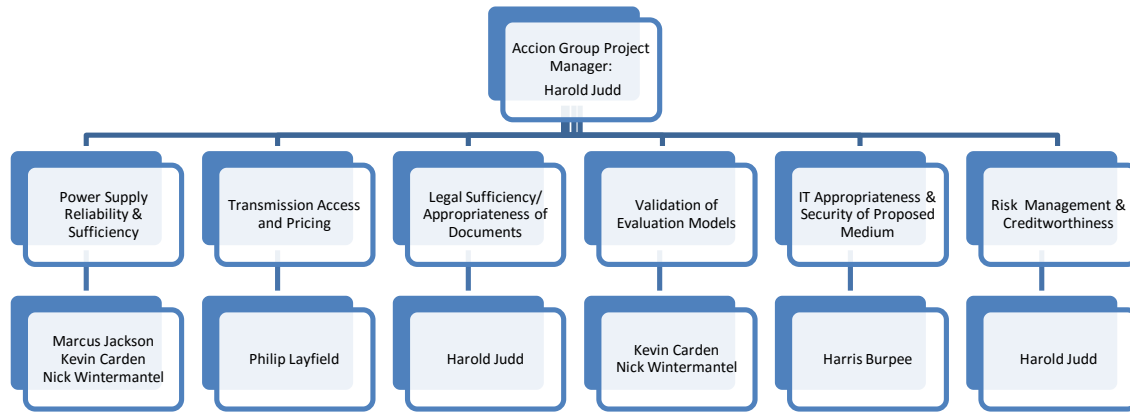 Accion Group Project
Manager:
Harold Judd
Power Supply
Reliability &
Sufficiency
Transmission Access
and Pricing
Legal Sufficiency/
Appropriateness of
Documents
Validation of
Evaluation Models
IT Appropriateness &
Security of Proposed
Medium
Risk Management &
Creditworthiness
Marcus Jackson
Kevin Carden
Nick Wintermantel
Philip Layfield
Harold Judd
Kevin Carden
Nick Wintermantel
Harris Burpee
Harold Judd